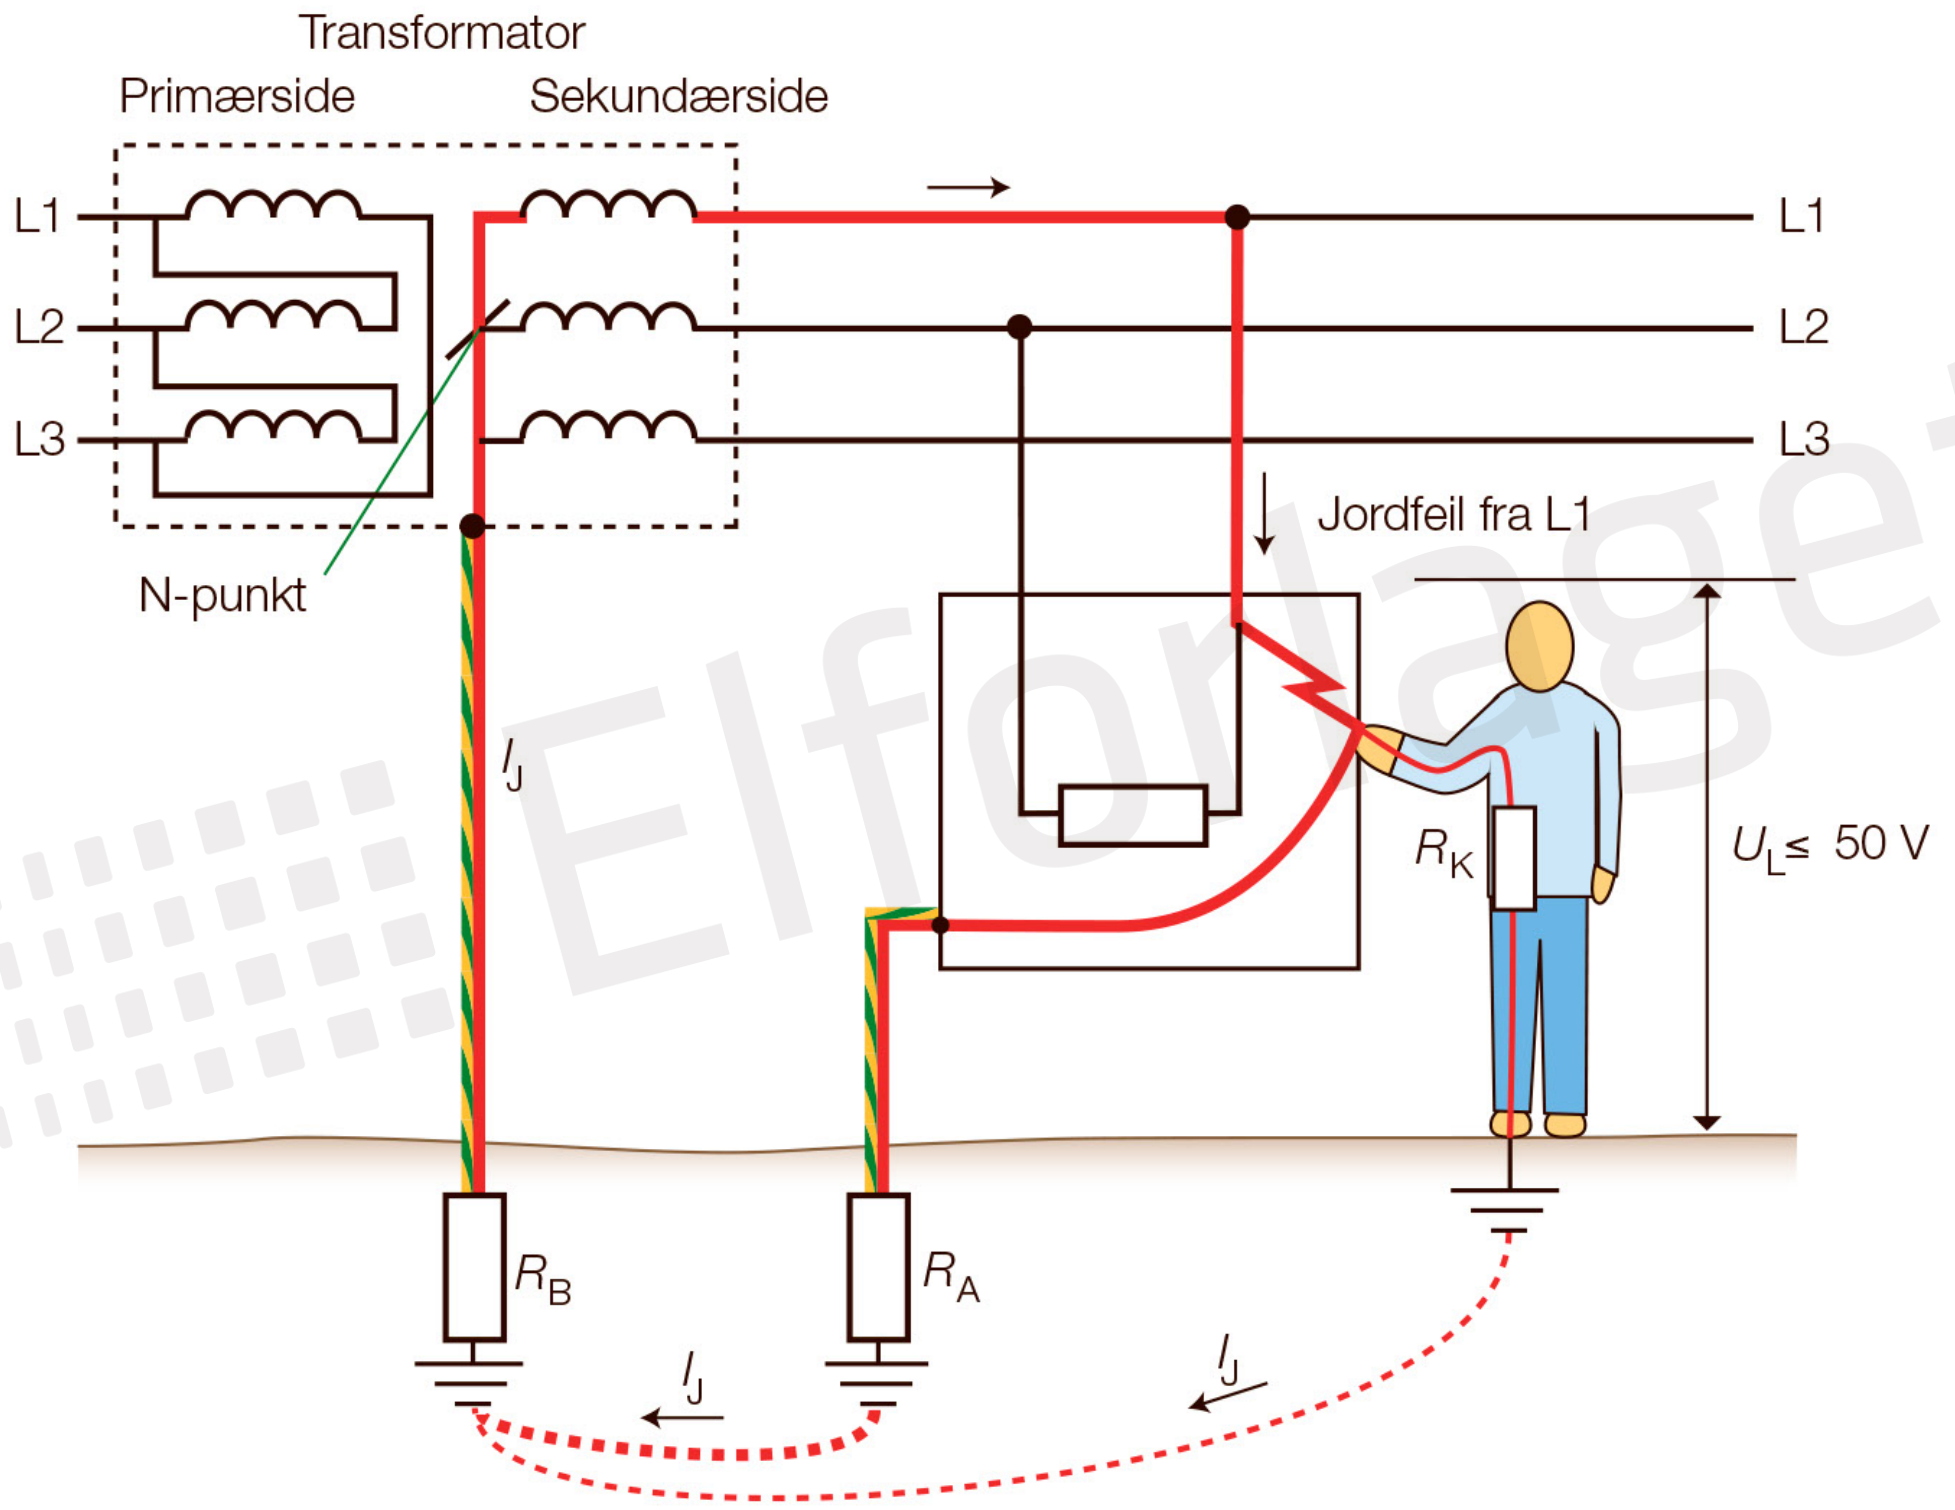 Transformator
Primærside
Sekundærside
L1
L1
L2
L2
L3
L3
Jordfeil fra L1
N-punkt
IJ
RK
UL≤ 50 V
RB
RA
IJ
IJ
Elforlaget